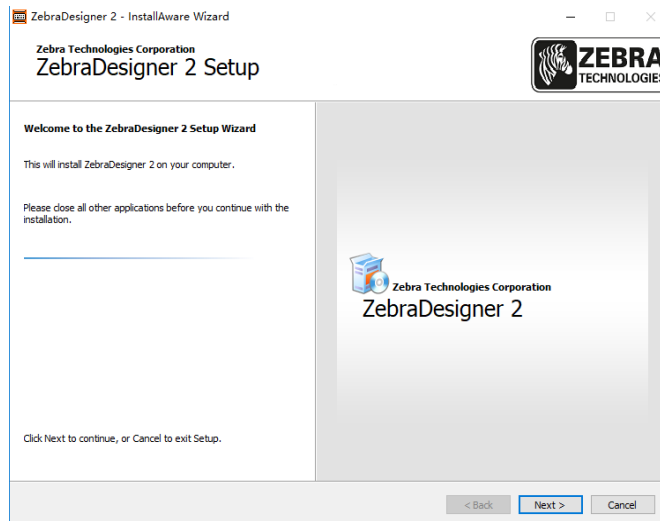 ZebraDesigner 2 - InstallAware Wizard
Zebra Technologies Corporation
ZebraDesigner 2 Setup
ZEBRA
TECHNOLOGIES
Welcome to the ZebraDesigner 2 Setup Wizard
This will install ZebraDesigner 2 on your computer.
Please close all other applications before you continue with the
installation.
Zebra Technologies Corporation
ZebraDesigner 2
Click Next to continue, or Cancel to exit Setup.
< Back
Next >
Cancel